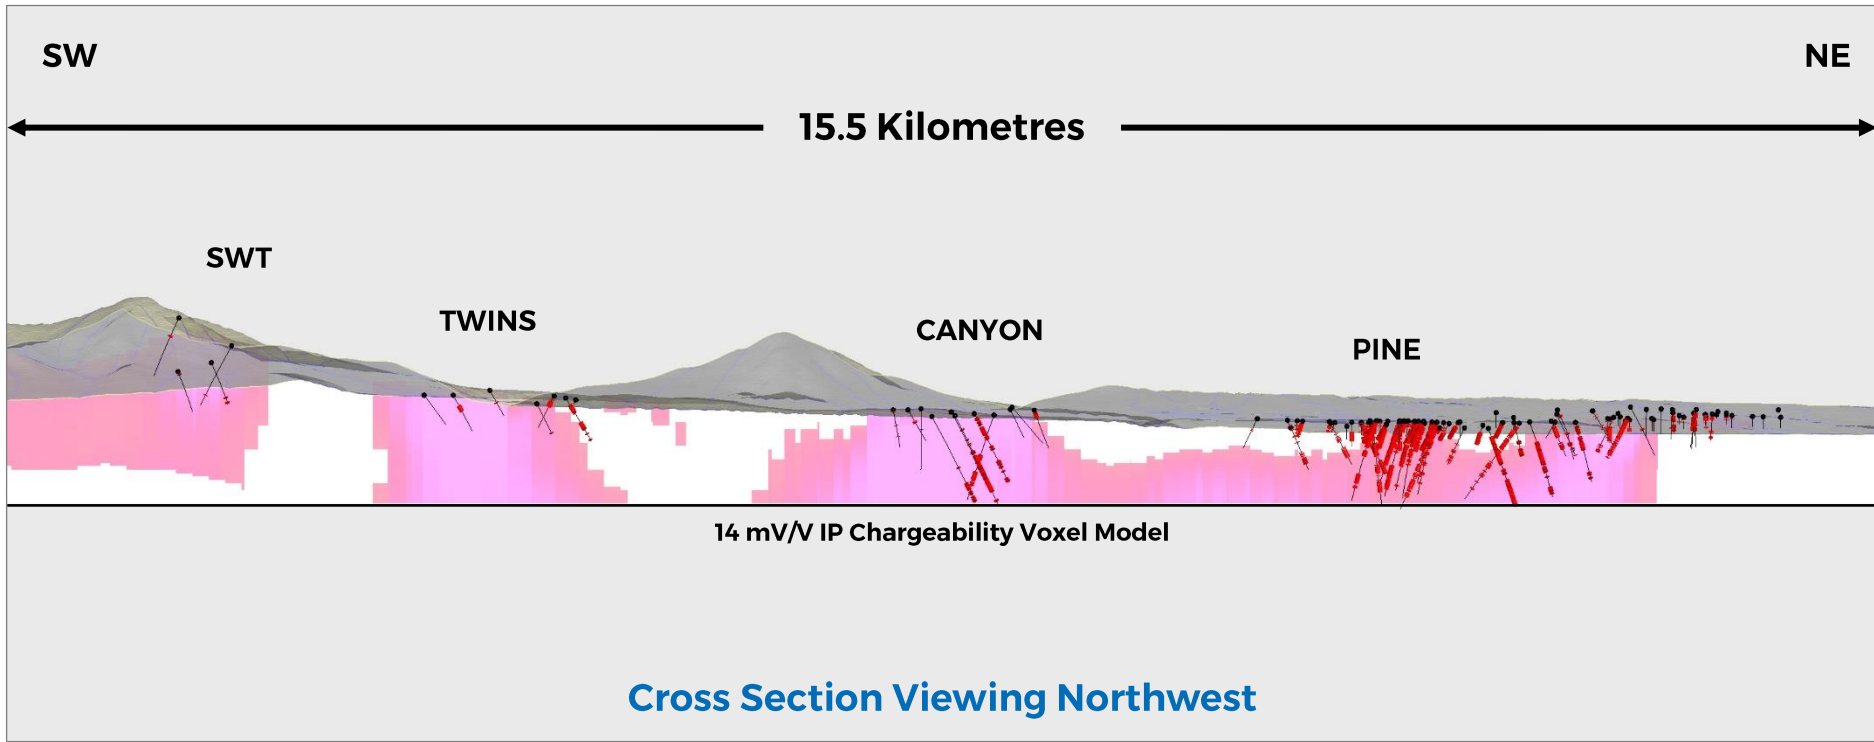 SW
NE
15.5 Kilometres
SWT
TWINS
CANYON
PINE
14 mV/V IP Chargeability Voxel Model
Cross Section Viewing Northwest